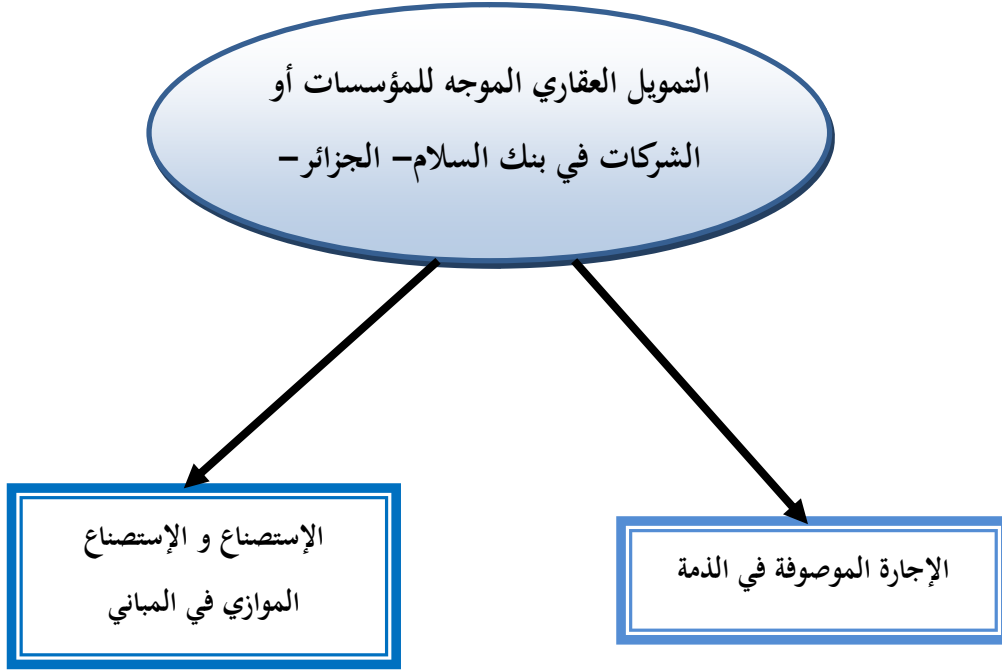 التمويل العقاري الموجه للمؤسسات أو
الشركات في بنك السلام– الجزائر–
الإجارة الموصوفة في الذمة
الإستصناع و الإستصناع
الموازي في المباني